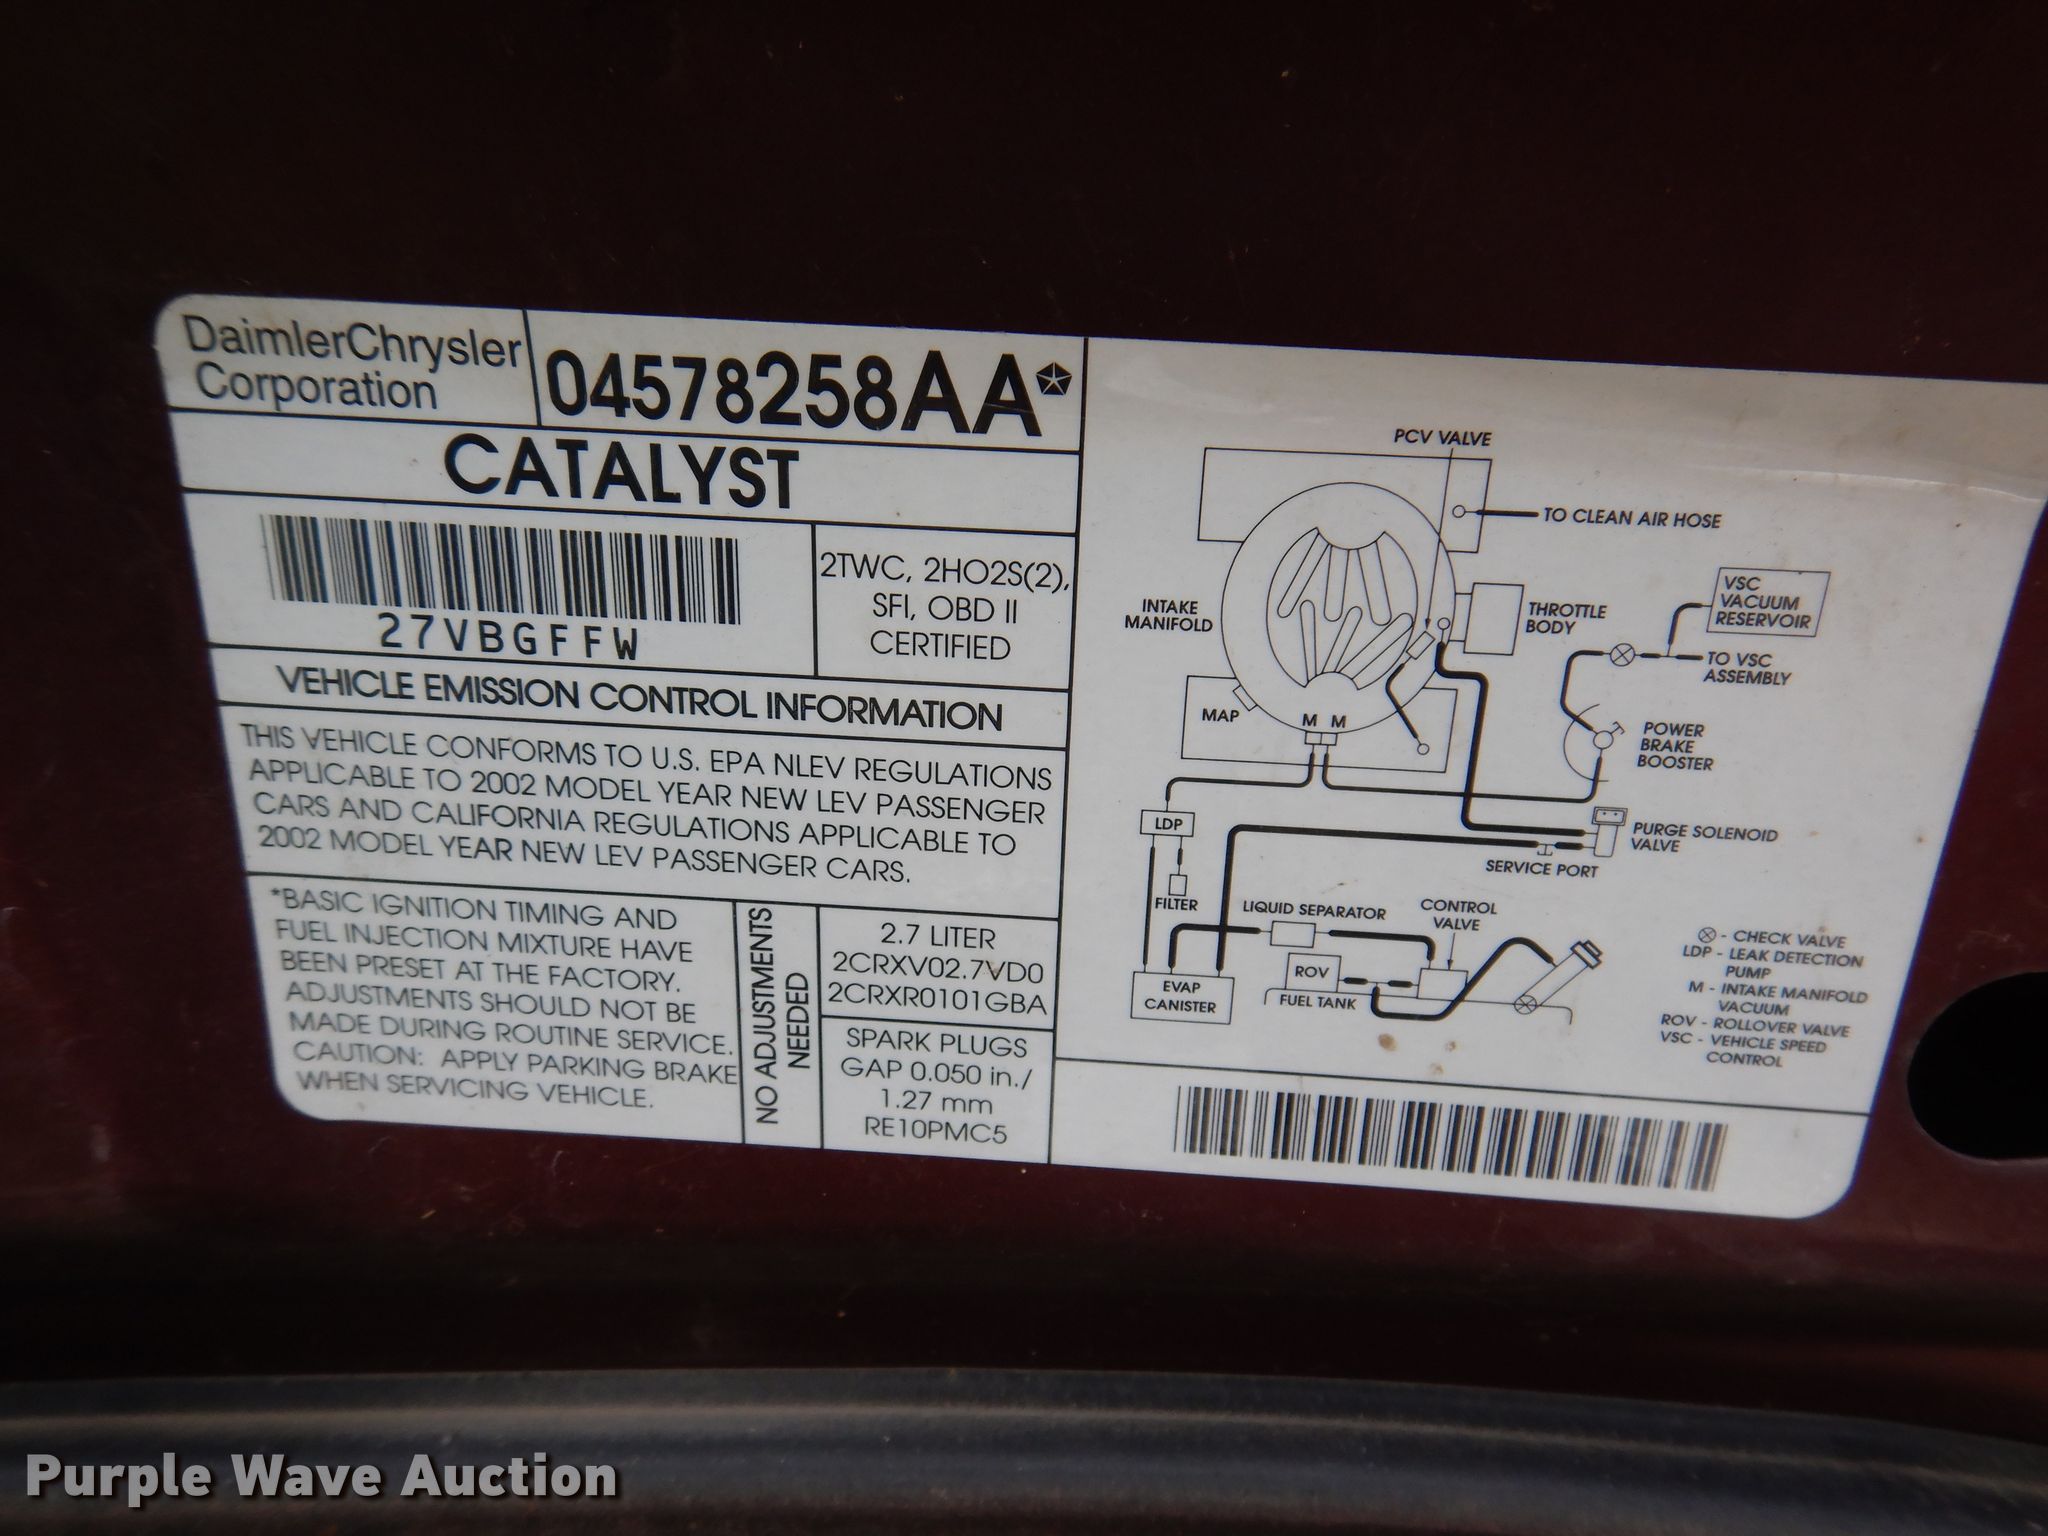 DaimlerChrysler
Corporation
04578258AA*
CATALYST
27VBGFFW
2TWC, 2HO2S(2),
SFI, OBD II
CERTIFIED
VEHICLE EMISSION CONTROL INFORMATION
THIS VEHICLE CONFORMS TO U.S. EPA NLEV REGULATIONS
APPLICABLE TO 2002 MODEL YEAR NEW LEV PASSENGER
CARS AND CALIFORNIA REGULATIONS APPLICABLE TO
2002 MODEL YEAR NEW LEV PASSENGER CARS.
*BASIC IGNITION TIMING AND
FUEL INJECTION MIXTURE HAVE
BEEN PRESET AT THE FACTORY.
ADJUSTMENTS SHOULD NOT BE
MADE DURING ROUTINE SERVICE.
CAUTION: APPLY PARKING BRAKE
WHEN SERVICING VEHICLE.
NO ADJUSTMENTS
NEEDED
2.7 LITER
2CRXV02.7VD0
2CRXR0101GBA
SPARK PLUGS
GAP 0.050 in./
1.27 mm
RE10PMC5
PCV VALVE
TO CLEAN AIR HOSE
INTAKE
MANIFOLD
THROTTLE
BODY
VSC
VACUUM
RESERVOIR
TO VSC
ASSEMBLY
MAP
M M
POWER
BRAKE
BOOSTER
LDP
PURGE SOLENOID
VALVE
SERVICE PORT
FILTER
LIQUID SEPARATOR
CONTROL
VALVE
EVAP
CANISTER
ROV
FUEL TANK
⊗ - CHECK VALVE
LDP - LEAK DETECTION
PUMP
M - INTAKE MANIFOLD
VACUUM
ROV - ROLLOVER VALVE
VSC - VEHICLE SPEED
CONTROL
Purple Wave Auction